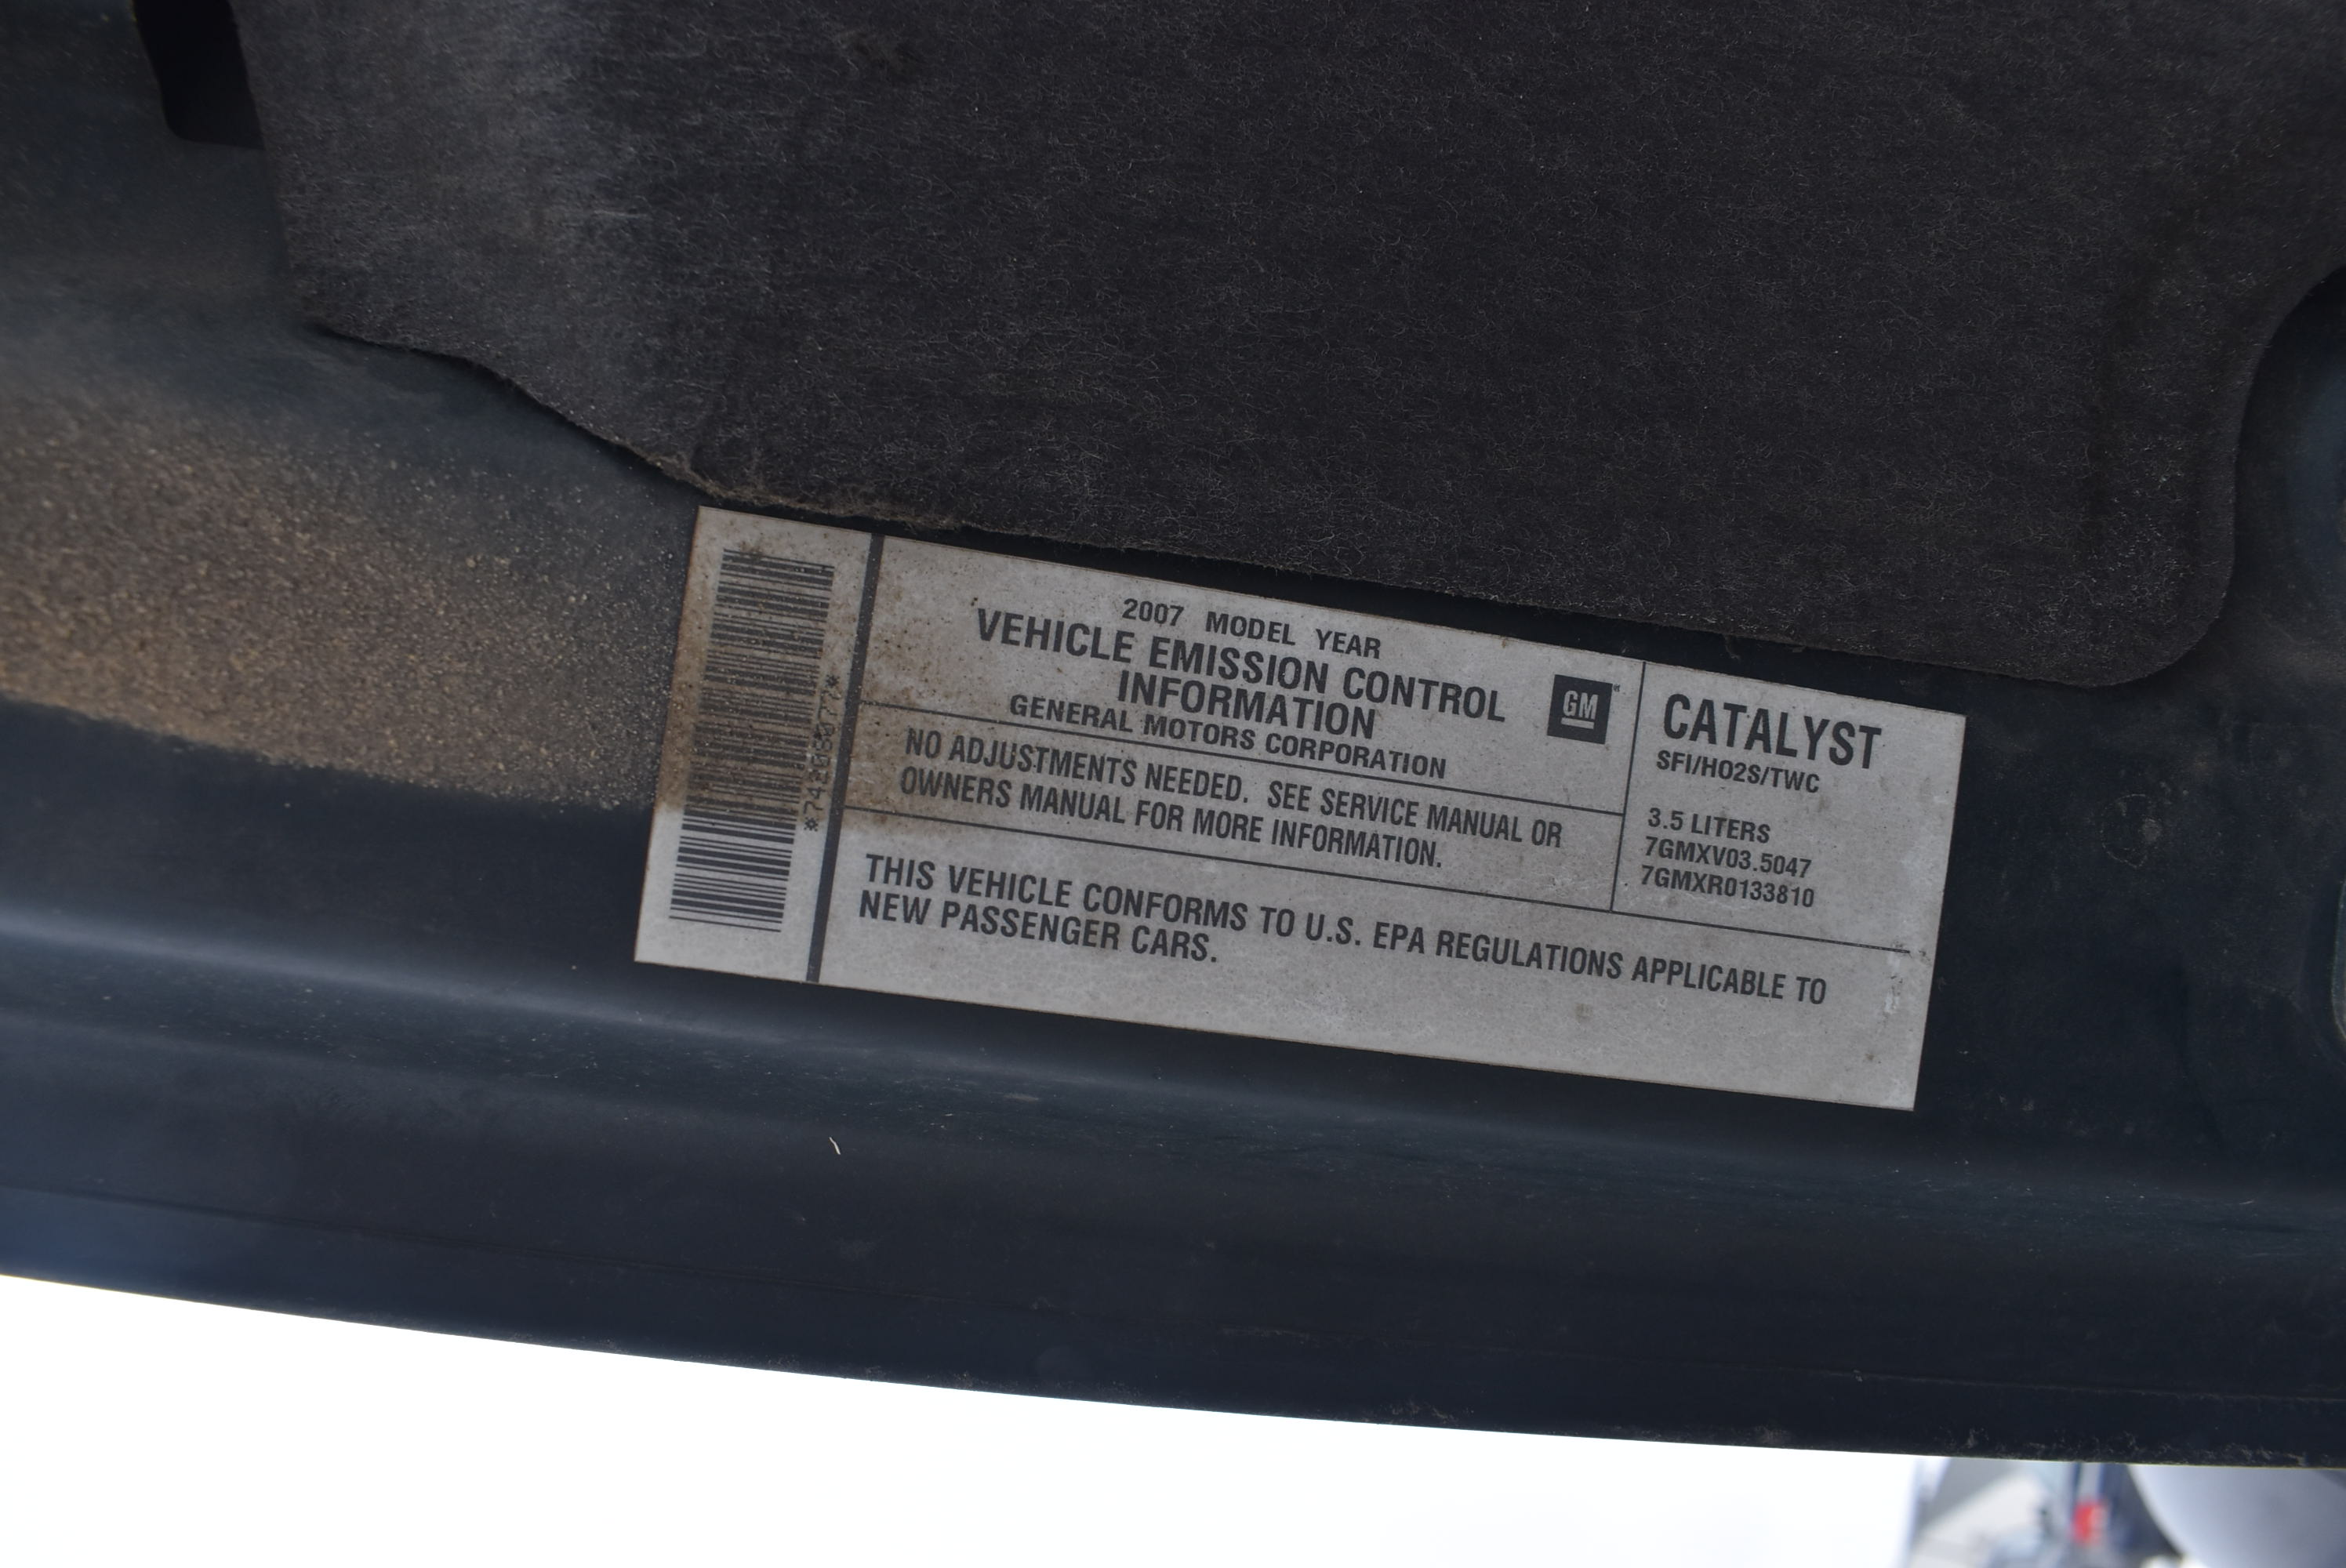 2007 MODEL YEAR
VEHICLE EMISSION CONTROL
INFORMATION
GENERAL MOTORS CORPORATION
GM
NO ADJUSTMENTS NEEDED. SEE SERVICE MANUAL OR
OWNERS MANUAL FOR MORE INFORMATION.
CATALYST
SFI/HO2S/TWC
3.5 LITERS
7GMXV03.5047
7GMXR0133810
THIS VEHICLE CONFORMS TO U.S. EPA REGULATIONS APPLICABLE TO
NEW PASSENGER CARS.